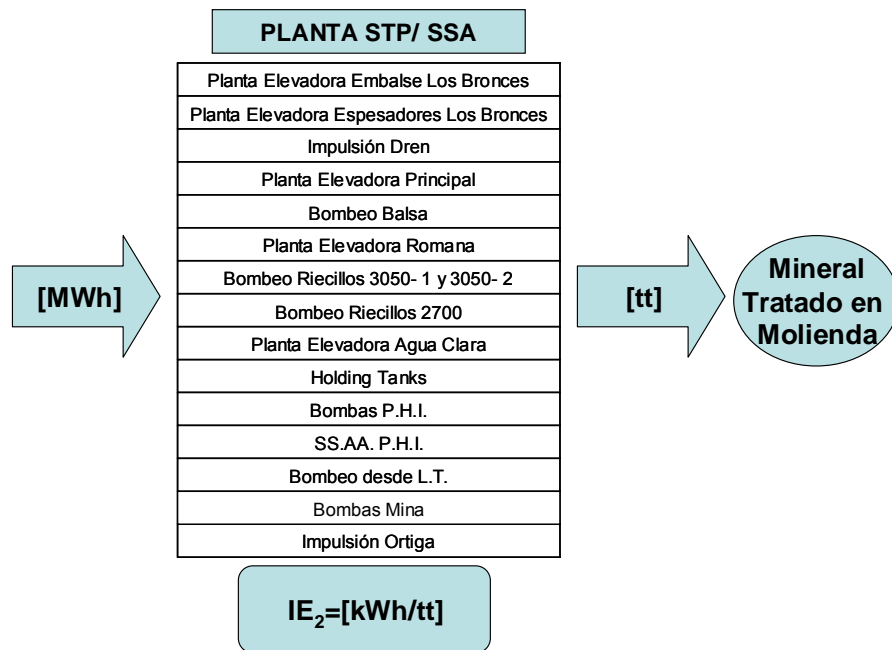 PLANTA STP/ SSA
Planta Elevadora Embalse Los Bronces
Planta Elevadora Espesadores Los Bronces
Impulsión Dren
Planta Elevadora Principal
Bombeo Balsa
Planta Elevadora Romana
Bombeo Riecillos 3050- 1 y 3050- 2
Bombeo Riecillos 2700
Planta Elevadora Agua Clara
Holding Tanks
Bombas P.H.I.
SS.AA. P.H.I.
Bombeo desde L.T.
Bombas Mina
Impulsión Ortiga
[MWh]
[tt]
Mineral
Tratado en
Molienda
IE₂=[kWh/tt]